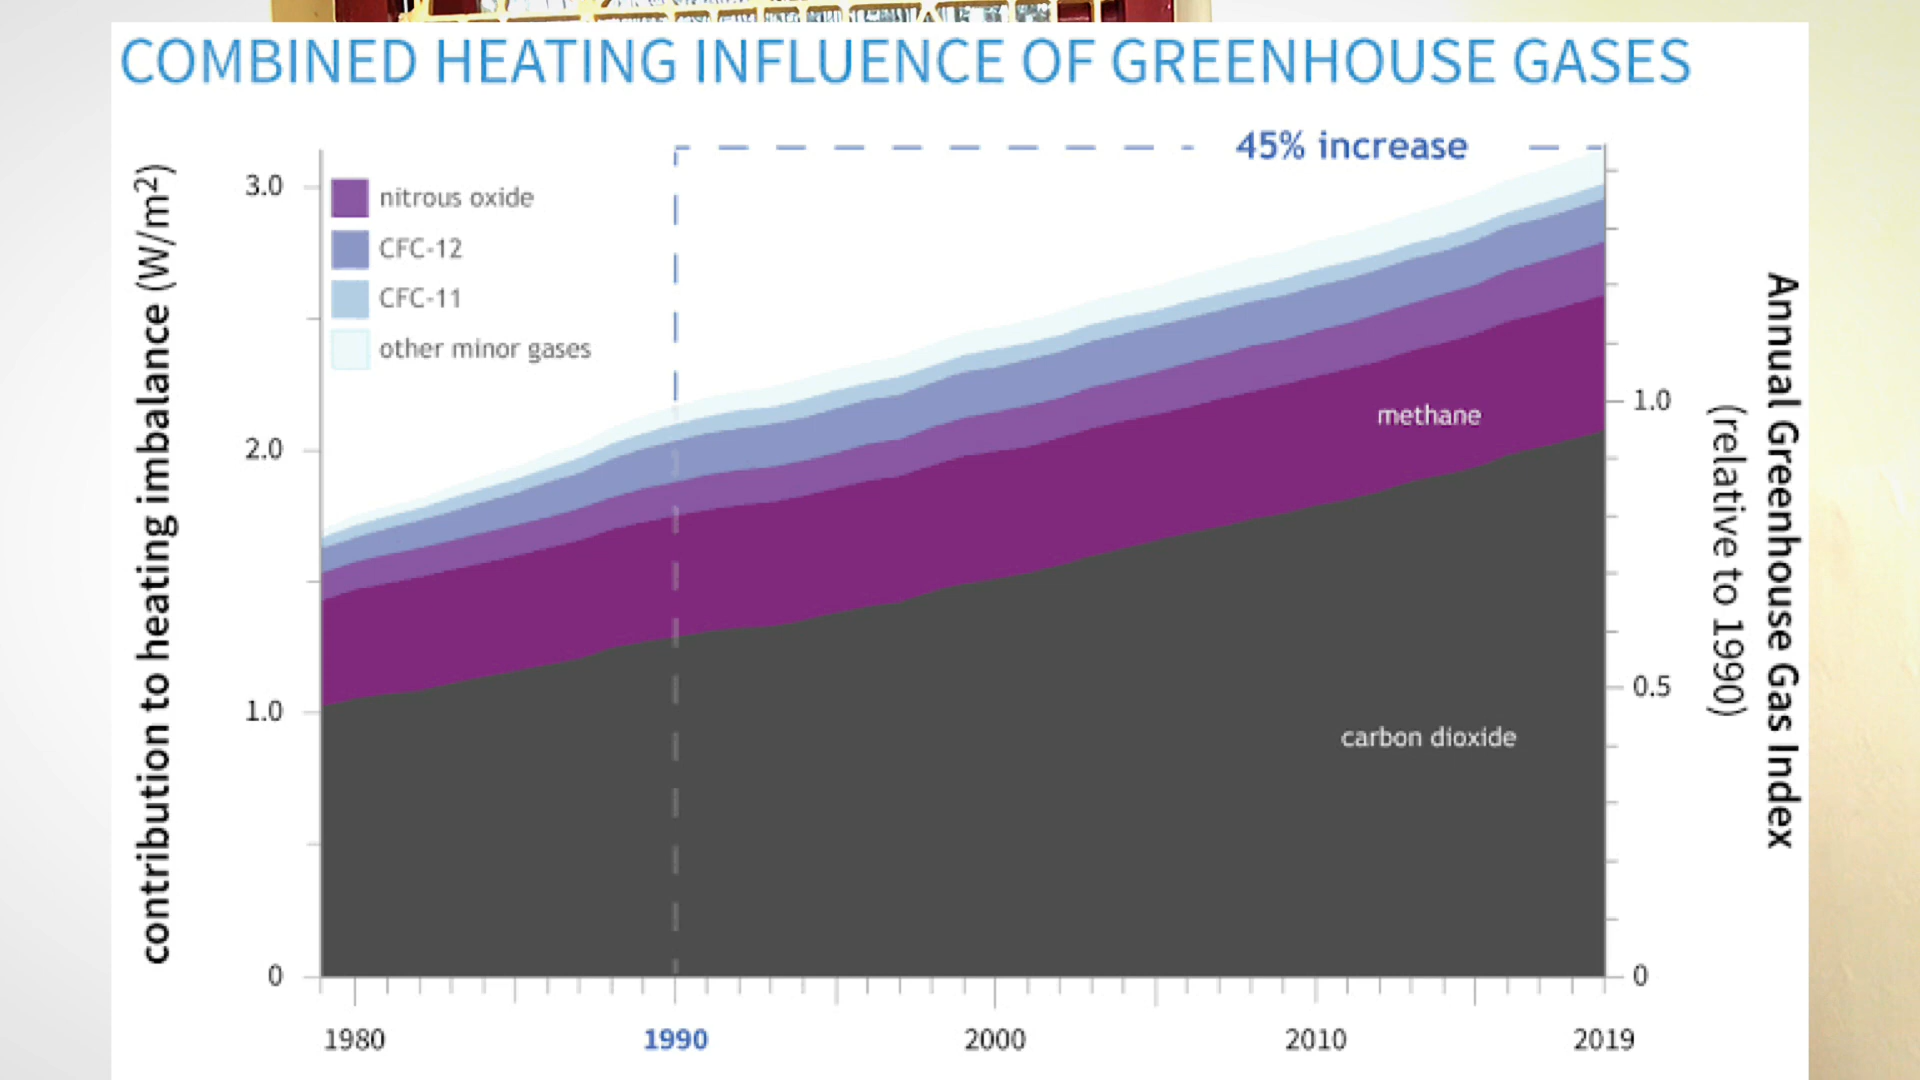 COMBINED HEATING INFLUENCE OF GREENHOUSE GASES
45% increase
contribution to heating imbalance (W/m²)
3.0
2.0
1.0
0
nitrous oxide
CFC-12
CFC-11
other minor gases
methane
carbon dioxide
1.0
0.5
0
Annual Greenhouse Gas Index
(relative to 1990)
1980
1990
2000
2010
2019